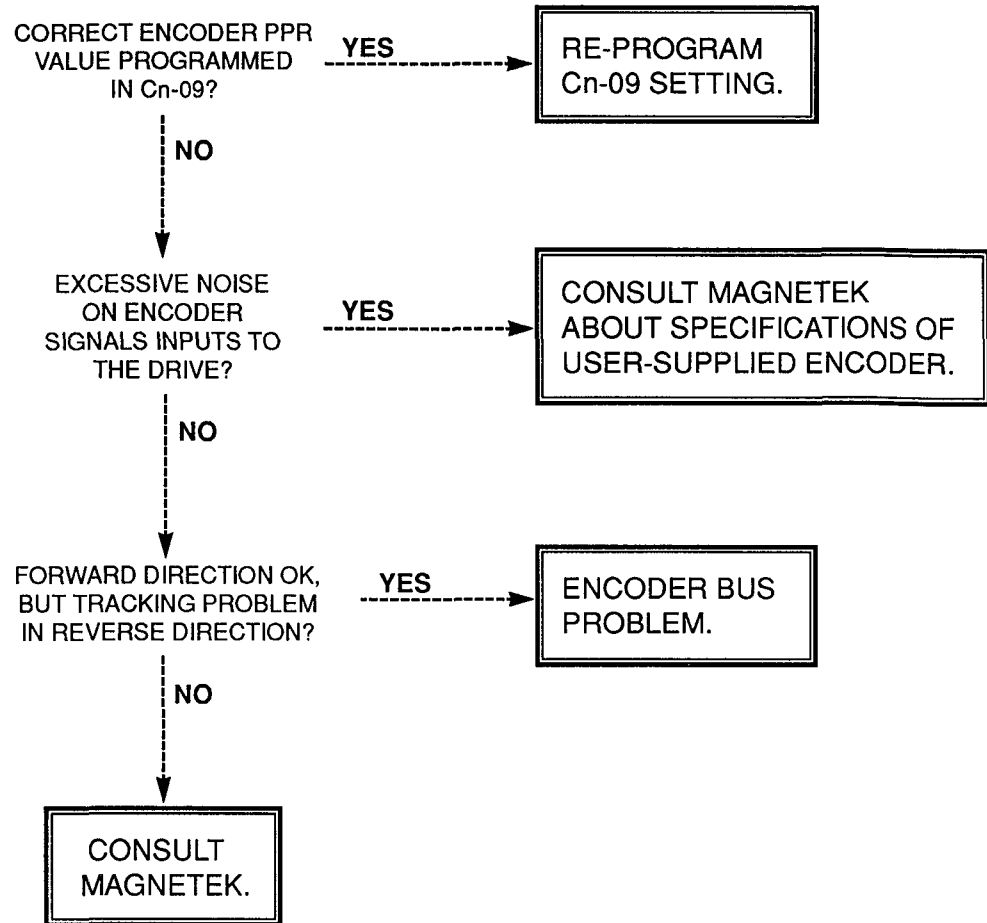 CORRECT ENCODER PPR
VALUE PROGRAMMED
IN Cn-09?
YES
RE-PROGRAM
Cn-09 SETTING.
NO
EXCESSIVE NOISE
ON ENCODER
SIGNALS INPUTS TO
THE DRIVE?
YES
CONSULT MAGNETEK
ABOUT SPECIFICATIONS OF
USER-SUPPLIED ENCODER.
NO
FORWARD DIRECTION OK,
BUT TRACKING PROBLEM
IN REVERSE DIRECTION?
YES
ENCODER BUS
PROBLEM.
NO
CONSULT
MAGNETEK.